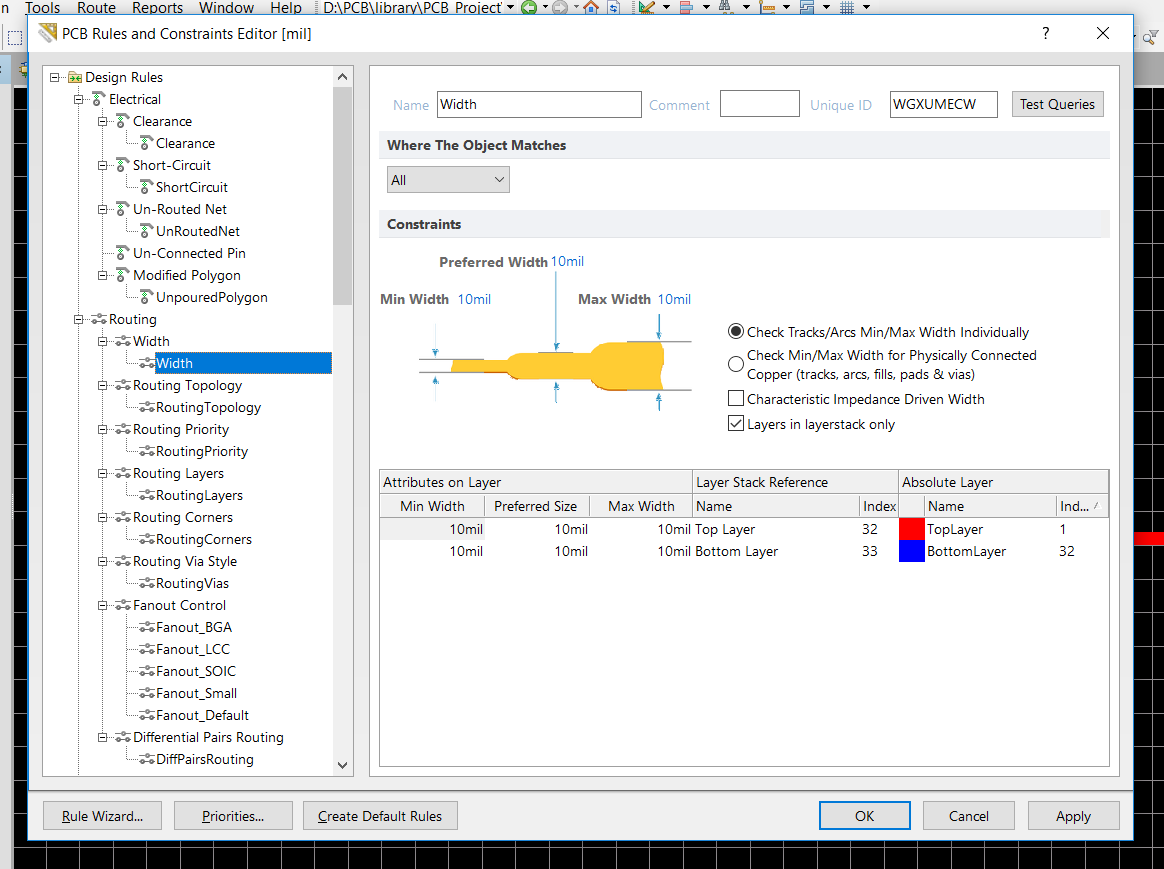 n Tools Route Reports Window Help D:\PCB\library\PCB Project
PCB Rules and Constraints Editor [mil] ?
Design Rules
Electrical
Clearance
Clearance
Short-Circuit
ShortCircuit
Un-Routed Net
UnRoutedNet
Un-Connected Pin
Modified Polygon
UnpouredPolygon
Routing
Width
Width
Routing Topology
RoutingTopology
Routing Priority
RoutingPriority
Routing Layers
RoutingLayers
Routing Corners
RoutingCorners
Routing Via Style
RoutingVias
Fanout Control
Fanout_BGA
Fanout_LCC
Fanout_SOIC
Fanout_Small
Fanout_Default
Differential Pairs Routing
DiffPairsRouting
Name Width Comment Unique ID WGXUMECW Test Queries
Where The Object Matches
All
Constraints
Preferred Width 10mil
Min Width 10mil Max Width 10mil
Check Tracks/Arcs Min/Max Width Individually
Check Min/Max Width for Physically Connected
Copper (tracks, arcs, fills, pads & vias)
Characteristic Impedance Driven Width
Layers in layerstack only
Attributes on Layer Layer Stack Reference Absolute Layer
Min Width Preferred Size Max Width Name Index Name Ind...
10mil 10mil 10mil Top Layer 32 TopLayer 1
10mil 10mil 10mil Bottom Layer 33 BottomLayer 32
Rule Wizard... Priorities... Create Default Rules OK Cancel Apply